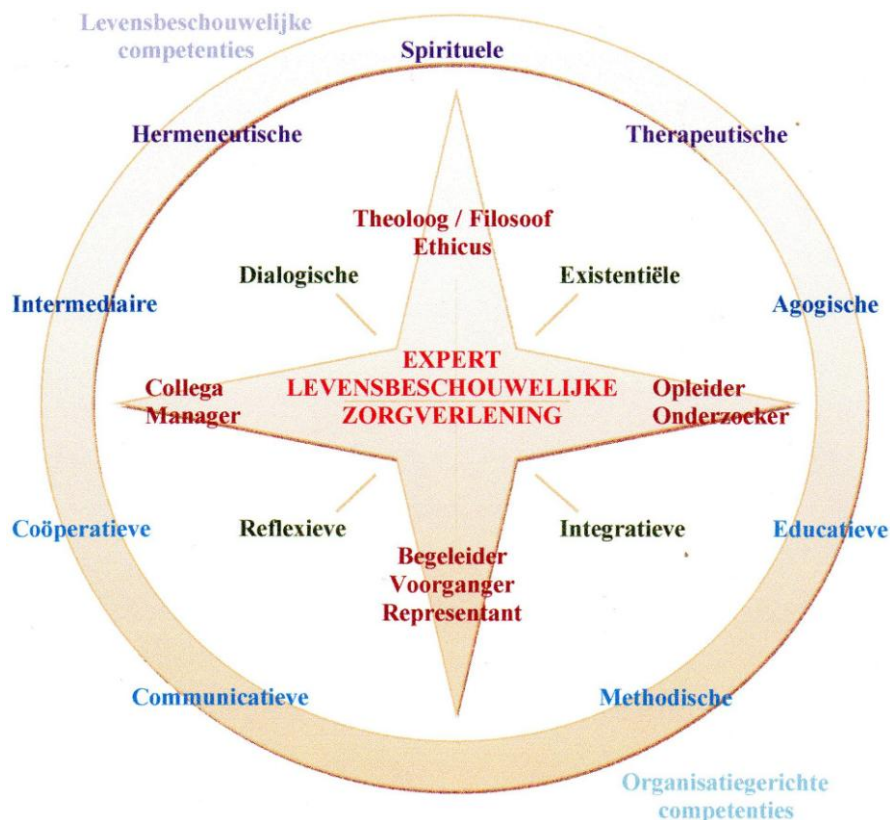 Levensbeschouwelijke
competenties
Spirituele
Hermeneutische
Therapeutische
Theoloog / Filosoof
Ethicus
Dialogische
Existentiële
Intermediaire
Agogische
EXPERT
LEVENSBESCHOUWELIJKE
ZORGVERLENING
Collega
Manager
Opleider
Onderzoeker
Coöperatieve
Reflexieve
Integratieve
Educatieve
Begeleider
Voorganger
Representant
Communicatieve
Methodische
Organisatiegerichte
competenties